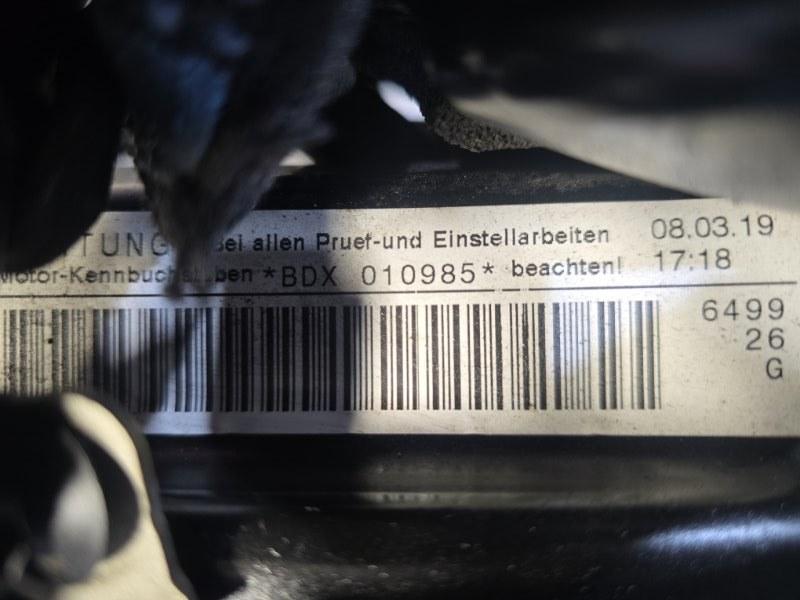 TUNG bei allen Pruef-und Einstellarbeiten 08.03.19
Motor-Kennbuchstaben *BDX 010985* beachten! 17:18
6499
26
G